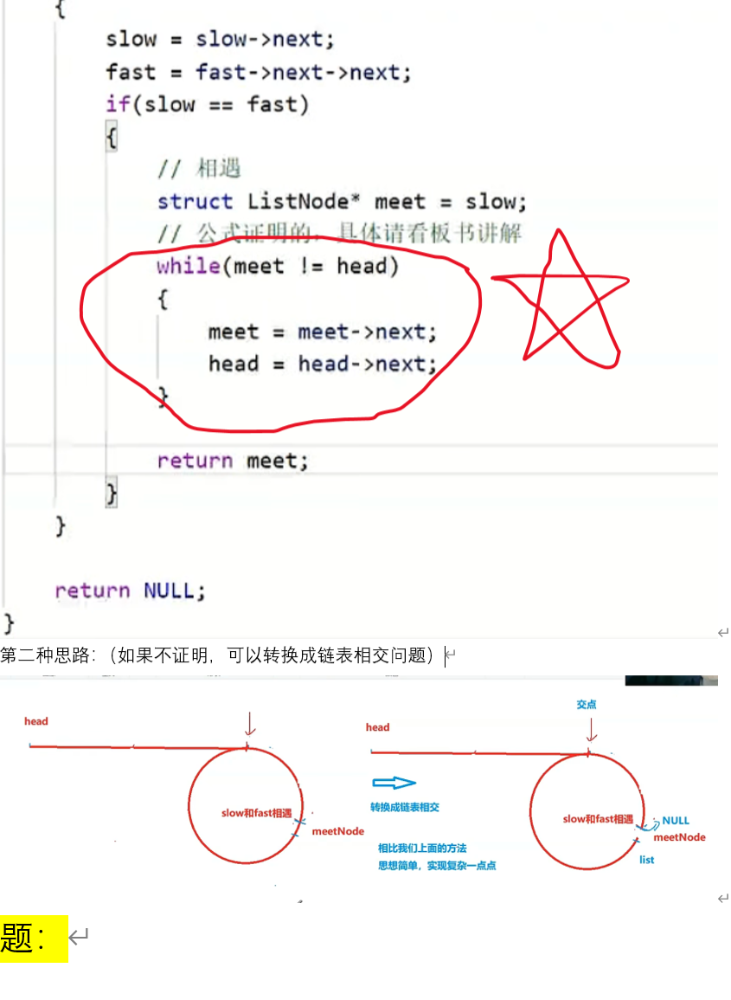 {
slow = slow->next;
fast = fast->next->next;
if(slow == fast)
{
// 相遇
struct ListNode* meet = slow;
// 公式证明的，具体请看板书讲解
while(meet != head)
{
meet = meet->next;
head = head->next;
}
return meet;
}
}
return NULL;
}
第二种思路：（如果不证明，可以转换成链表相交问题）
head
slow和fast相遇
meetNode
交点
head
转换成链表相交
slow和fast相遇
NULL
meetNode
相比我们上面的方法
思想简单，实现复杂一点点
list
题：